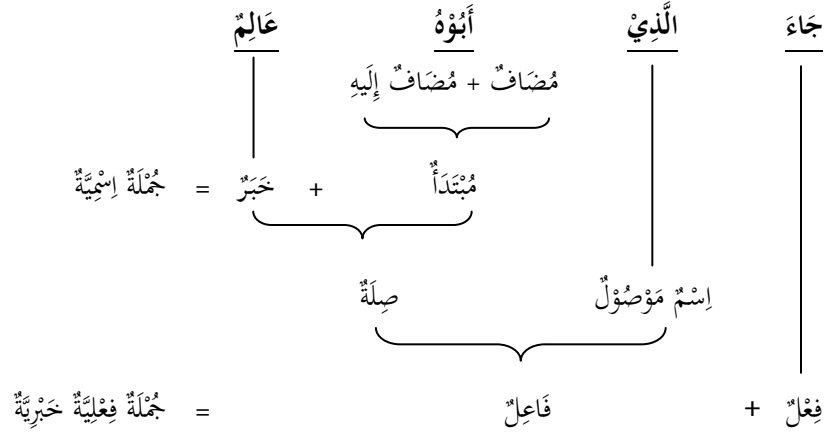 جَاءَ الَّذِيْ أَبُوْهُ عَالِمٌ
مُضَافٌ + مُضَافٌ إِلَيهِ
مُبْتَدَأٌ + خَبَرٌ = جُمْلَةٌ اِسْمِيَّةٌ
اِسْمٌ مَوْصُوْلٌ صِلَةٌ
فِعْلٌ + فَاعِلٌ = جُمْلَةٌ فِعْلِيَّةٌ خَبْرِيَّةٌ